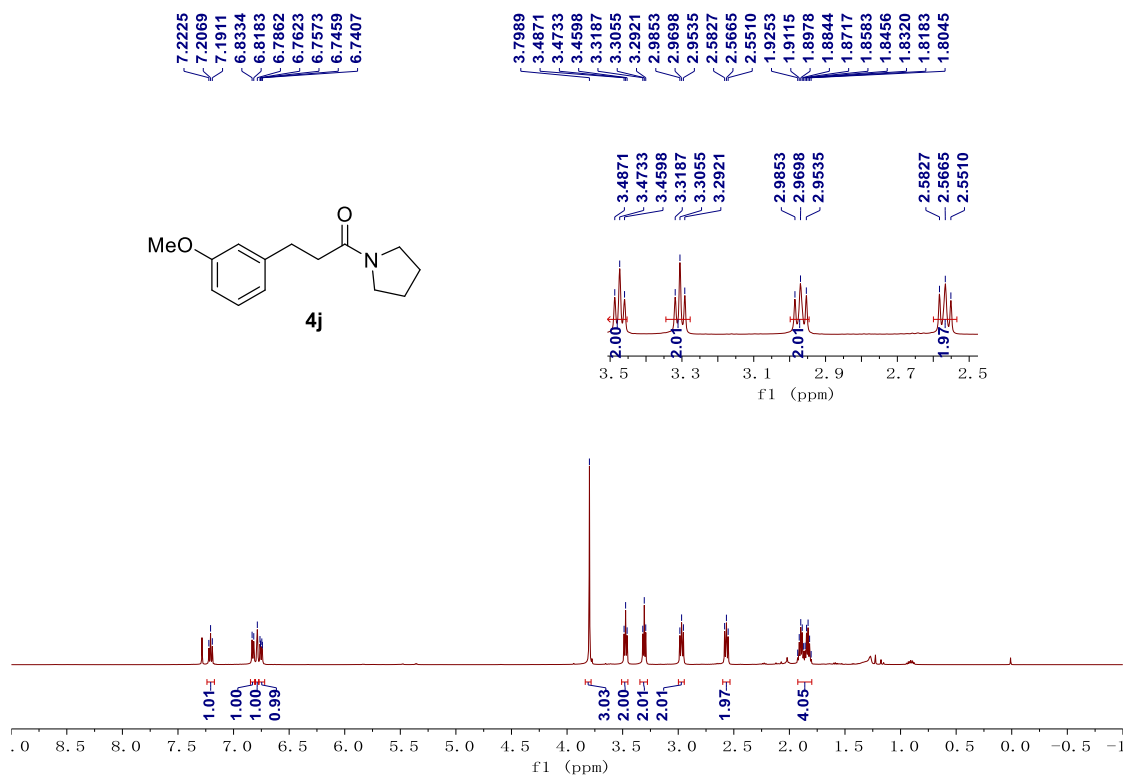 7.2225 7.2069 7.1911 6.8334 6.8183 6.7862 6.7623 6.7573 6.7459 6.7407 3.7989 3.4871 3.4733 3.4598 3.3187 3.3055 3.2921 2.9853 2.9698 2.9535 2.5827 2.5665 2.5510 1.9253 1.9115 1.8978 1.8844 1.8717 1.8583 1.8456 1.8320 1.8183 1.8045
3.4871 3.4733 3.4598 3.3187 3.3055 3.2921 2.9853 2.9698 2.9535 2.5827 2.5665 2.5510
O
MeO
N
4j
2.00 2.01 2.01 1.97
3.5 3.3 3.1 2.9 2.7 2.5
f1 (ppm)
1.01 1.00 1.00 0.99 3.03 2.00 2.01 2.01 1.97 4.05
.0 8.5 8.0 7.5 7.0 6.5 6.0 5.5 5.0 4.5 4.0 3.5 3.0 2.5 2.0 1.5 1.0 0.5 0.0 -0.5 -1
f1 (ppm)